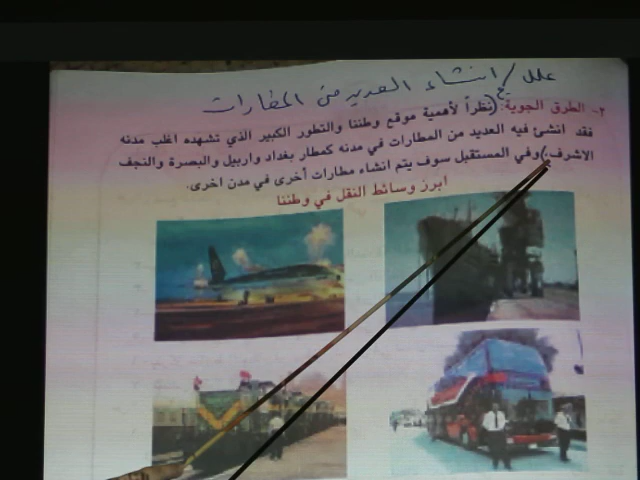 علل / انشاء العديد من المطارات
٢- الطرق الجوية: (نظراً لأهمية موقع وطننا والتطور الكبير الذي تشهده اغلب مدنه
فقد انشئ فيه العديد من المطارات في مدنه كمطار بغداد واربيل والبصرة والنجف
الاشرف،) وفي المستقبل سوف يتم انشاء مطارات أخرى في مدن اخرى.
ابرز وسائط النقل في وطننا